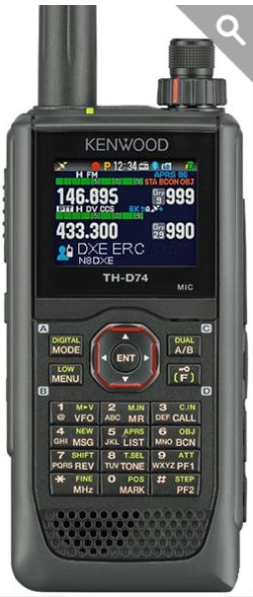 KENWOOD
P 12:34
H FM APRS 96
STA BCON OBJ
146.895 Grp 9 999
PTT H DV CCS BK
433.300 Grp 29 990
DXE ERC
N8DXE
TH-D74
MIC
A C
DIGITAL MODE DUAL A/B
ENT
LOW MENU (F)
B D
1 M►V @ VFO 2 M.IN ABC MR 3 C.IN DEF CALL
4 NEW GHI MSG 5 APRS JKL LIST 6 OBJ MNO BCN
7 SHIFT PQRS REV 8 T.SEL TUV TONE 9 ATT WXYZ PF1
* FINE MHz 0 POS MARK # STEP PF2